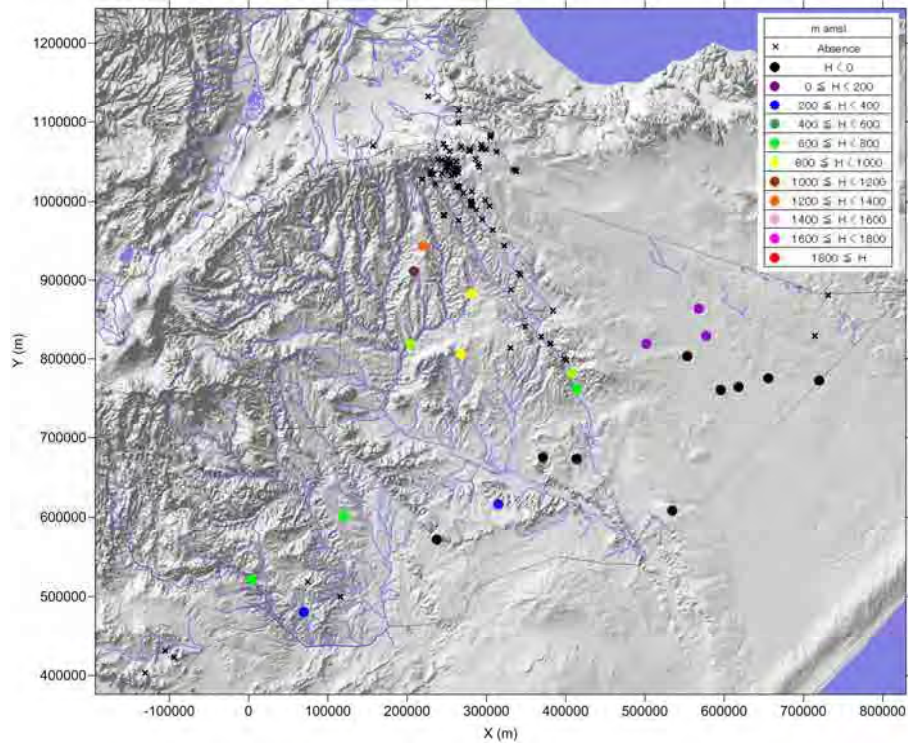 1200000
1100000
1000000
900000
800000
700000
600000
500000
400000
Y (m)
-100000 0 100000 200000 300000 400000 500000 600000 700000 800000
X (m)
m amsl
Absence
H < 0
0 ≦ H < 200
200 ≦ H < 400
400 ≦ H < 600
600 ≦ H < 800
800 ≦ H < 1000
1000 ≦ H < 1200
1200 ≦ H < 1400
1400 ≦ H < 1600
1600 ≦ H < 1800
1800 ≦ H